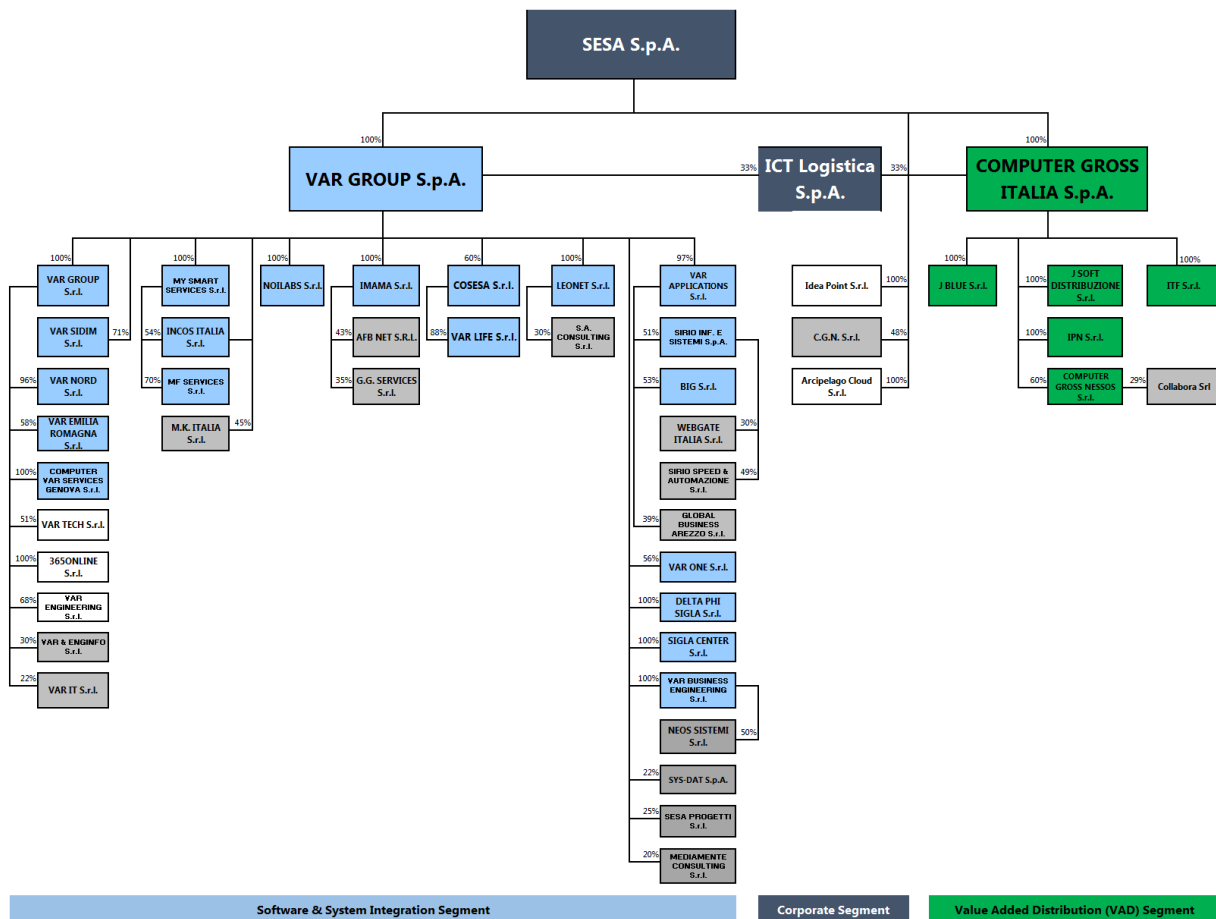 SESA S.p.A.
100%
100%
VAR GROUP S.p.A.
33%
ICT Logistica
S.p.A.
33%
COMPUTER GROSS
ITALIA S.p.A.
100%
100%
100%
100%
60%
100%
97%
100%
100%
100%
VAR GROUP
S.r.l.
MY SMART
SERVICES S.r.l.
NOILABS S.r.l.
IMAMA S.r.l.
COSESA S.r.l.
LEONET S.r.l.
VAR
APPLICATIONS
S.r.l.
Idea Point S.r.l.
100%
J BLUE S.r.l.
J SOFT
DISTRIBUZIONE
S.r.l.
ITF S.r.l.
VAR SIDIM
S.r.l.
71%
54%
INCOS ITALIA
S.r.l.
43%
AFB NET S.R.L.
88%
VAR LIFE S.r.l.
30%
S.A.
CONSULTING
S.r.l.
51%
SIRIO INF. E
SISTEMI S.p.A.
C.G.N. S.r.l.
48%
100%
IPN S.r.l.
96%
VAR NORD
S.r.l.
70%
MF SERVICES
S.r.l.
35%
G.G. SERVICES
S.r.l.
53%
BIG S.r.l.
Arcipelago Cloud
S.r.l.
100%
60%
COMPUTER
GROSS NESSOS
S.r.l.
29%
Collabora Srl
58%
VAR EMILIA
ROMAGNA
S.r.l.
M.K. ITALIA
S.r.l.
45%
WEBGATE
ITALIA S.r.l.
30%
100%
COMPUTER
VAR SERVICES
GENOVA S.r.l.
SIRIO SPEED &
AUTOMAZIONE
S.r.l.
49%
51%
VAR TECH S.r.l.
39%
GLOBAL
BUSINESS
AREZZO S.r.l.
100%
365ONLINE
S.r.l.
56%
VAR ONE S.r.l.
68%
VAR
ENGINEERING
S.r.l.
100%
DELTA PHI
SIGLA S.r.l.
30%
VAR & ENGINFO
S.r.l.
100%
SIGLA CENTER
S.r.l.
22%
VAR IT S.r.l.
100%
VAR BUSINESS
ENGINEERING
S.r.l.
NEOS SISTEMI
S.r.l.
50%
22%
SYS-DAT S.p.A.
25%
SESA PROGETTI
S.r.l.
20%
MEDIAMENTE
CONSULTING
S.r.l.
Software & System Integration Segment
Corporate Segment
Value Added Distribution (VAD) Segment